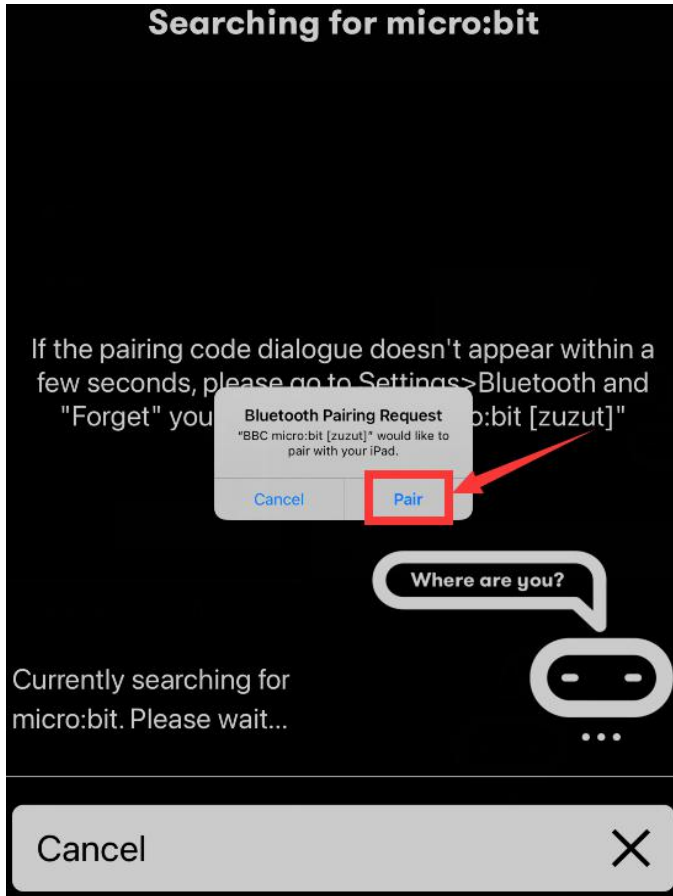 Searching for micro:bit
If the pairing code dialogue doesn't appear within a
few seconds, please go to Settings>Bluetooth and
"Forget" you
o:bit [zuzut]"
Bluetooth Pairing Request
"BBC micro:bit [zuzut]" would like to
pair with your iPad.
Cancel
Pair
Where are you?
Currently searching for
micro:bit. Please wait...
Cancel